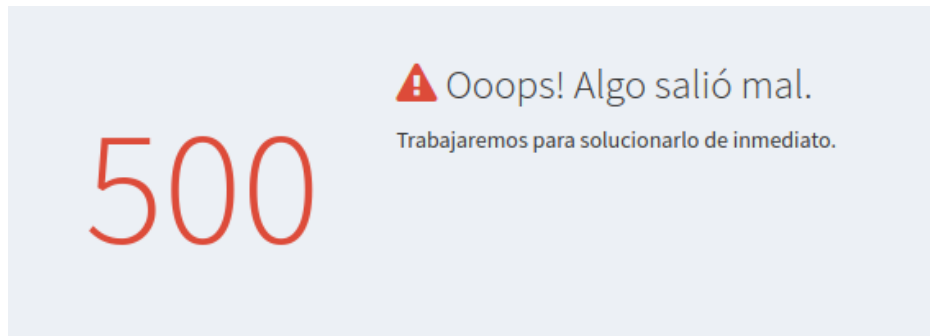 500
Ooops! Algo salió mal.
Trabajaremos para solucionarlo de inmediato.